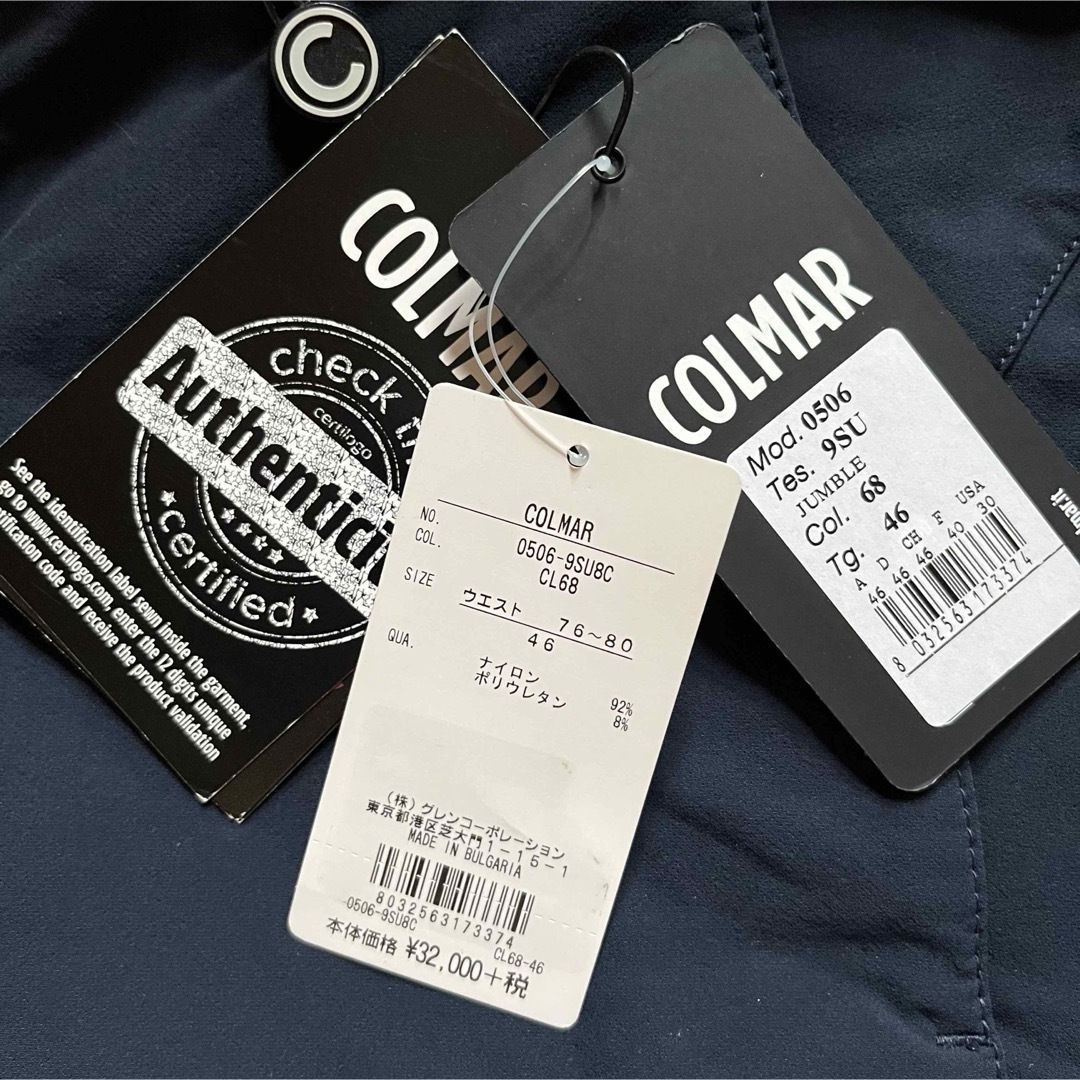 C
COLMAR
check th
certilogo
Authentici
certified
See the identification label sewn inside the garment
go to www.certilogo.com, enter the 12 digits unique
rification code and receive the product validation
COLMAR
Mod. 0506
Tes. 9SU
JUMBLE
Col. 68
Tg. 46
A D CH F USA
46 46 46 40 30
8 032563 173374
COLMAR
NO. 0506-9SU8C
COL. CL68
SIZE ウエスト 76～80
46
QUA. ナイロン 92%
ポリウレタン 8%
(株)グレンコーポレーション
東京都港区芝大門1-15-1
MADE IN BULGARIA
8032563173374
0506-9SU8C CL68-46
本体価格 ¥32,000+税